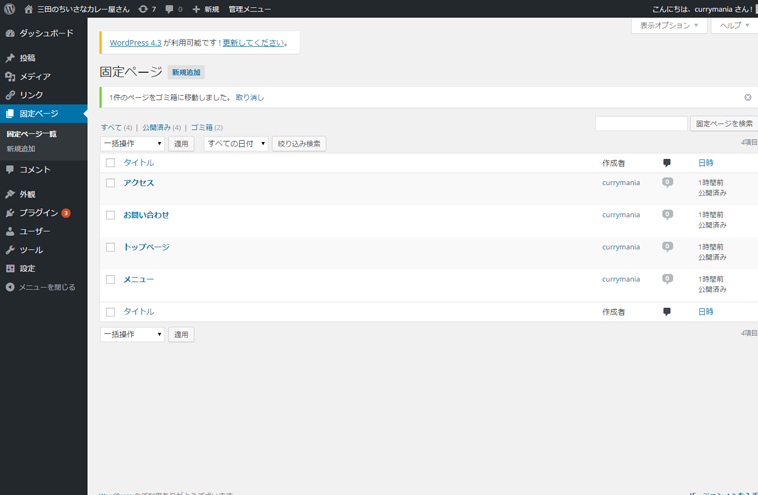 三田のちいさなカレー屋さん 7 0 新規 管理メニュー こんにちは、currymania さん！
表示オプション ヘルプ
ダッシュボード
投稿
メディア
リンク
固定ページ
固定ページ一覧
新規追加
コメント
外観
プラグイン 3
ユーザー
ツール
設定
メニューを閉じる
WordPress 4.3 が利用可能です ! 更新してください。
固定ページ 新規追加
1件のページをゴミ箱に移動しました。 取り消し
すべて (4) | 公開済み (4) | ゴミ箱 (2)
固定ページを検索
一括操作 適用 すべての日付 絞り込み検索 4項目
タイトル 作成者 日時
アクセス currymania 0 1時間前
公開済み
お問い合わせ currymania 0 1時間前
公開済み
トップページ currymania 0 1時間前
公開済み
メニュー currymania 0 1時間前
公開済み
タイトル 作成者 日時
一括操作 適用 4項目